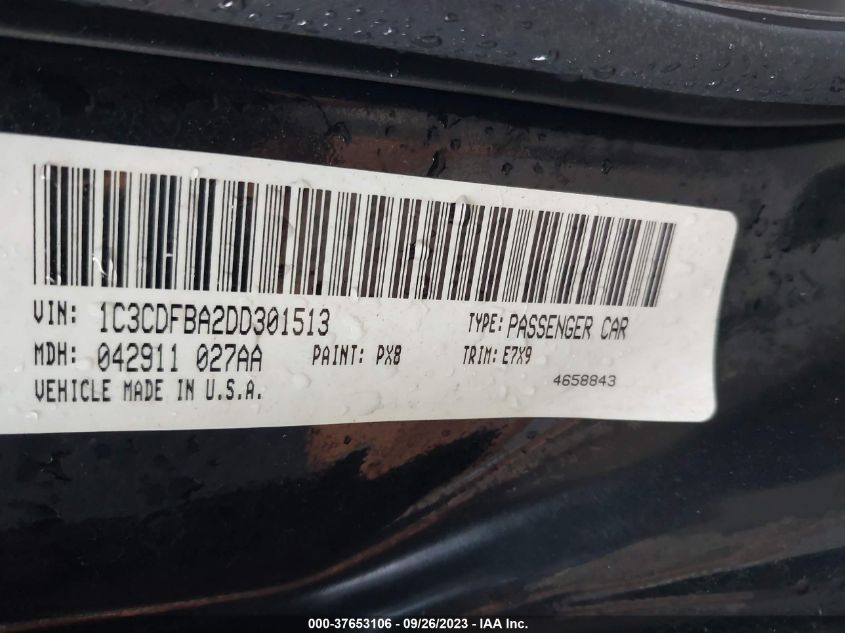 VIN: 1C3CDFBA2DD301513 TYPE: PASSENGER CAR
MDH: 042911 027AA PAINT: PX8 TRIM: E7X9
VEHICLE MADE IN U.S.A. 4658843
000-37653106 - 09/26/2023 - IAA Inc.